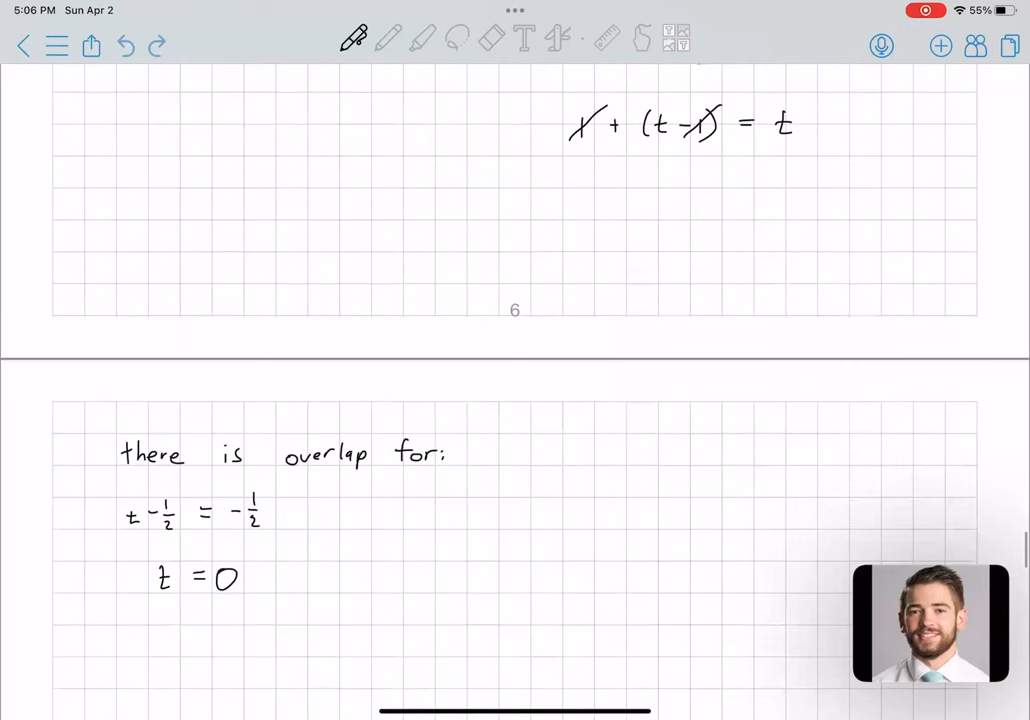 5:06 PM Sun Apr 2 55%
1 + (t - 1) = t
6
there is overlap for:
t - 1/2 = - 1/2
t = 0